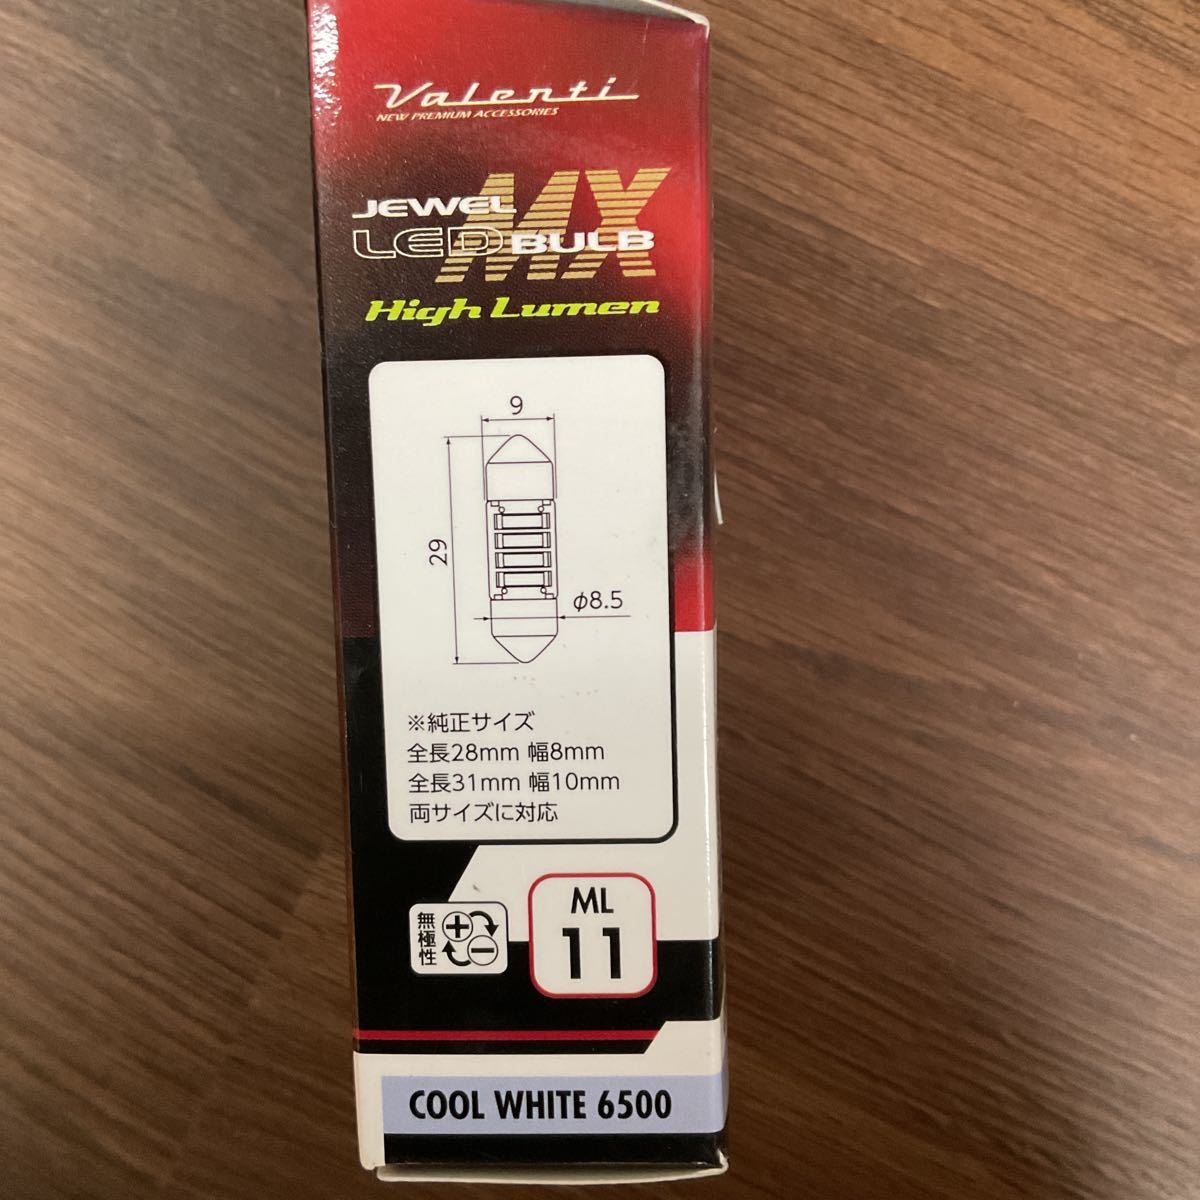 Valenti
NEW PREMIUM ACCESSORIES
JEWEL
LED BULB
MX
High Lumen
9
29
φ8.5
※純正サイズ
全長28mm 幅8mm
全長31mm 幅10mm
両サイズに対応
無極性
+
−
ML
11
COOL WHITE 6500